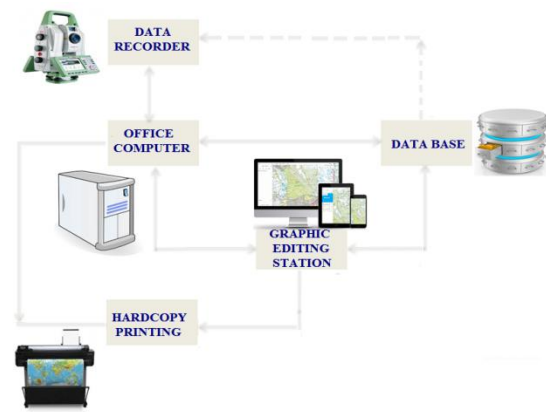 DATA
RECORDER
OFFICE
COMPUTER
DATA BASE
GRAPHIC
EDITING
STATION
HARDCOPY
PRINTING